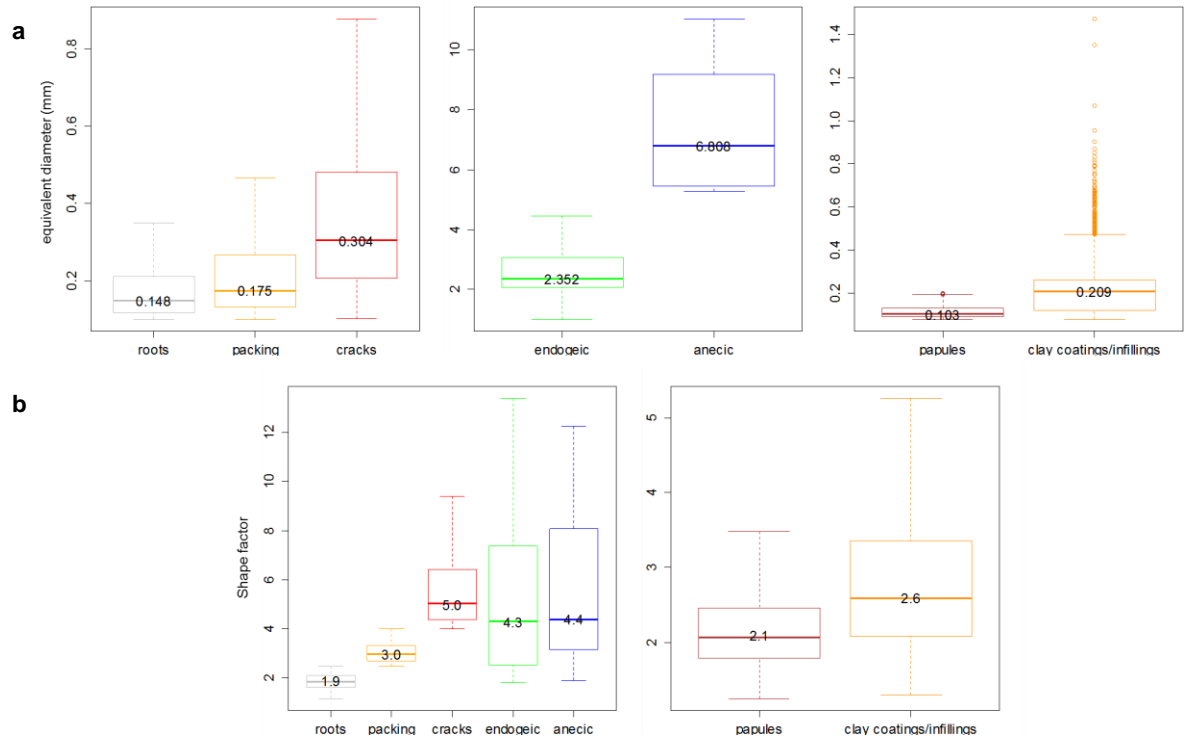 a
equivalent diameter (mm)
0.2 0.4 0.6 0.8
0.148 0.175 0.304
roots packing cracks
2 4 6 8 10
2.352 6.808
endogeic anecic
0.2 0.4 0.6 0.8 1.0 1.2 1.4
0.103 0.209
papules clay coatings/infillings
b
Shape factor
2 4 6 8 10 12
1.9 3.0 5.0 4.3 4.4
roots packing cracks endogeic anecic
2 3 4 5
2.1 2.6
papules clay coatings/infillings